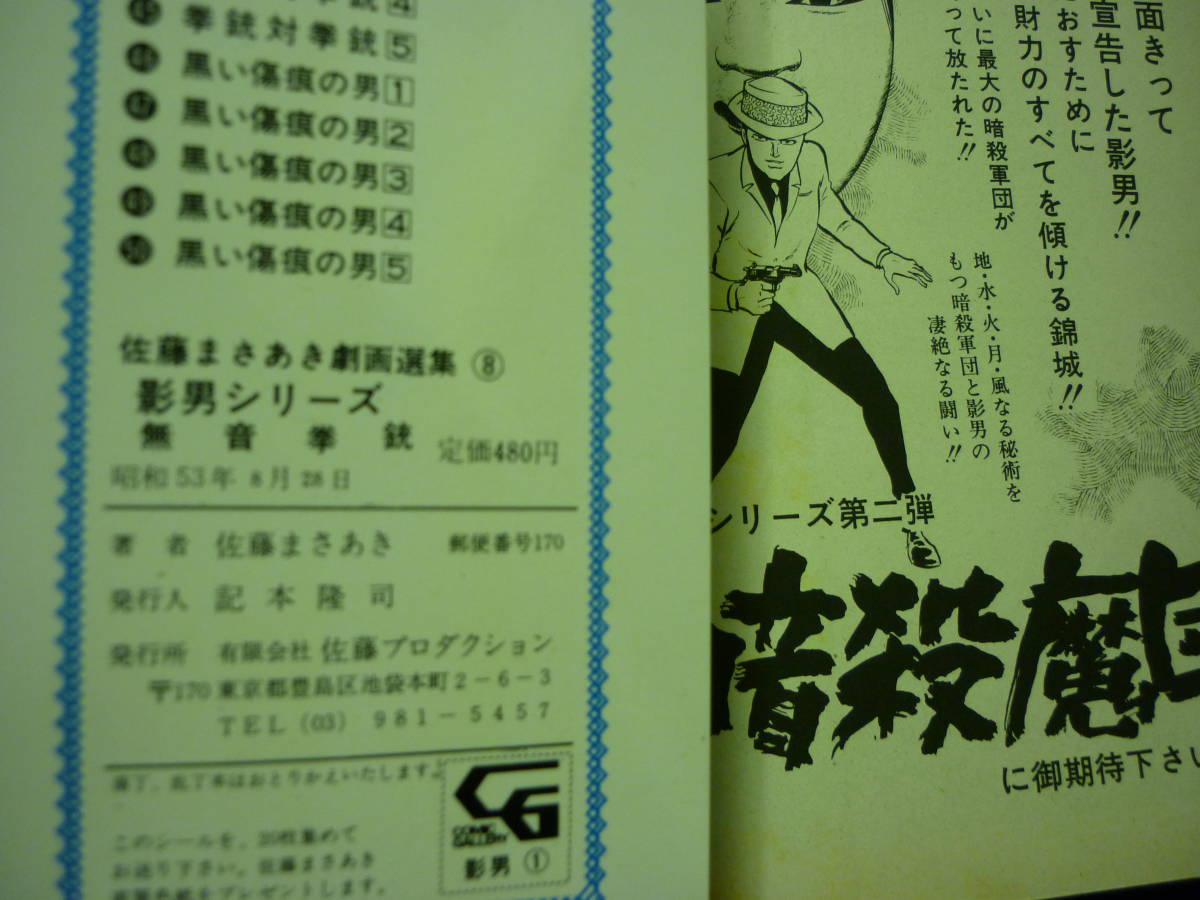 ㊺ 拳銃対拳銃5
㊻ 黒い傷痕の男1
㊼ 黒い傷痕の男2
㊽ 黒い傷痕の男3
㊾ 黒い傷痕の男4
㊿ 黒い傷痕の男5
佐藤まさあき劇画選集 ⑧
影男シリーズ
無音拳銃
定価480円
昭和53年 8月28日
著者 佐藤まさあき 郵便番号170
発行人 記本隆司
発行所 有限会社 佐藤プロダクション
〒170 東京都豊島区池袋本町2-6-3
TEL (03) 981-5457
落丁、乱丁本はおとりかえいたします。
このシールを、20枚集めて
お送り下さい。佐藤まさあき
COMIC
GALLERY
影男 ①
面きって
宣告した影男!!
おすために
財力のすべてを傾ける錦城!!
いに最大の暗殺軍団が
って放たれた!!
地・水・火・月・風なる秘術を
もつ暗殺軍団と影男の
凄絶なる闘い!!
シリーズ第二弾
暗殺魔
に御期待下さい